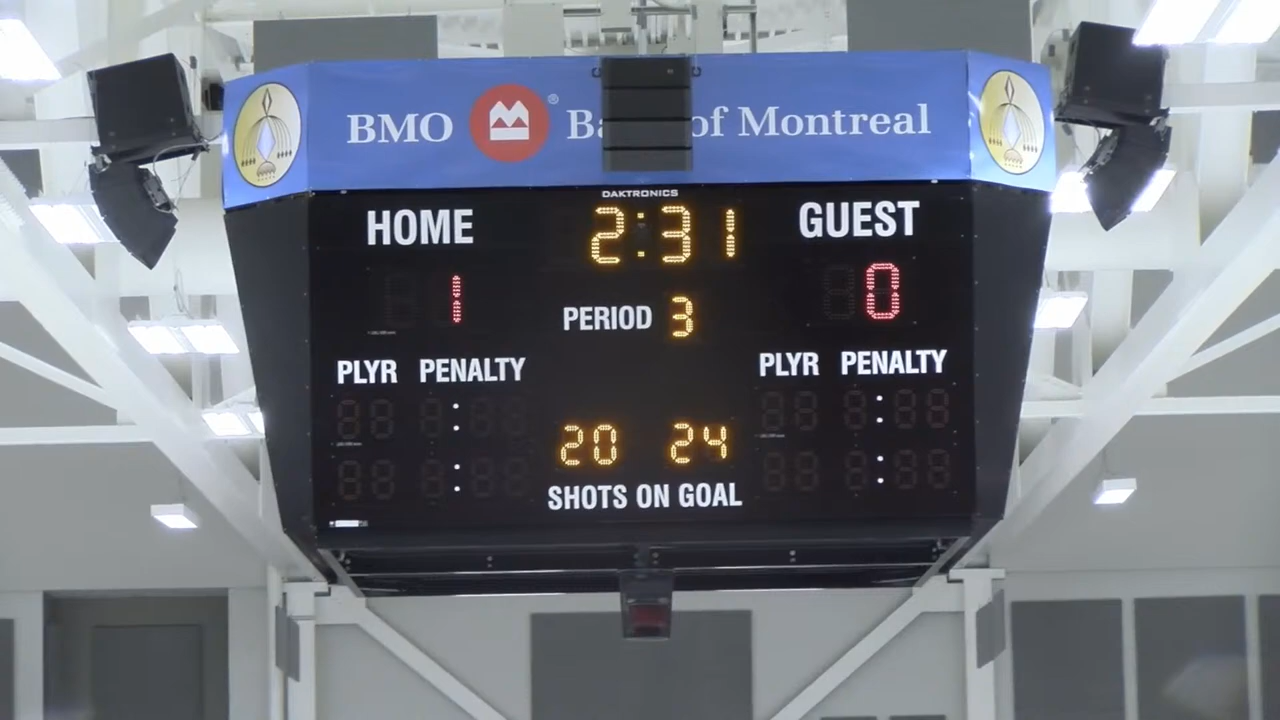 BMO ® Ba of Montreal
DAKTRONICS
HOME 2:31 GUEST
1 0
PERIOD 3
PLYR PENALTY PLYR PENALTY
: :
20 24
: :
SHOTS ON GOAL